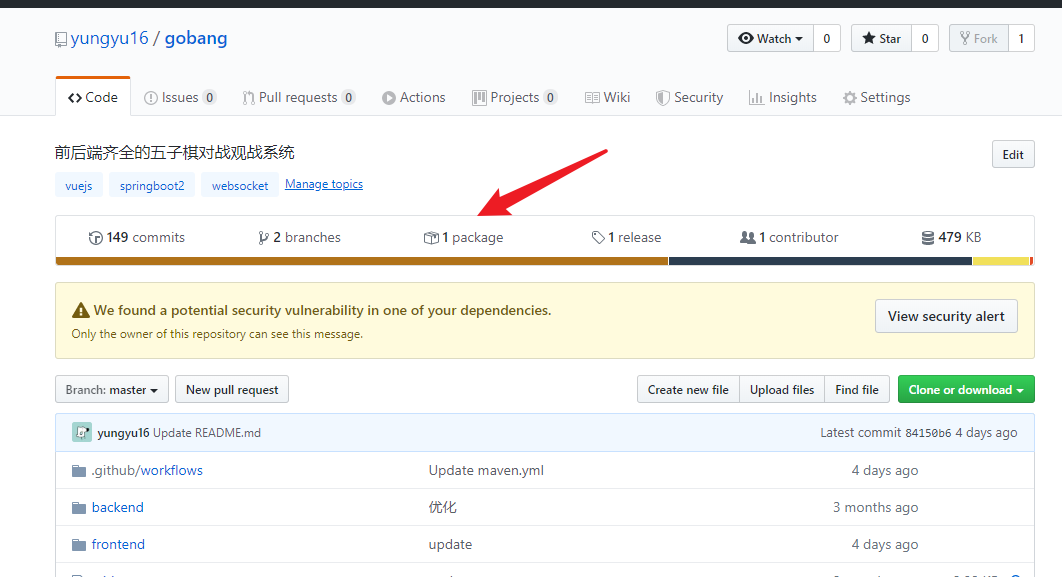 yungyu16 / gobang
Watch 0 Star 0 Fork 1
Code Issues 0 Pull requests 0 Actions Projects 0 Wiki Security Insights Settings
前后端齐全的五子棋对战观战系统
Edit
vuejs springboot2 websocket Manage topics
149 commits 2 branches 1 package 1 release 1 contributor 479 KB
We found a potential security vulnerability in one of your dependencies.
Only the owner of this repository can see this message.
View security alert
Branch: master New pull request Create new file Upload files Find file Clone or download
yungyu16 Update README.md Latest commit 84150b6 4 days ago
.github/workflows Update maven.yml 4 days ago
backend 优化 3 months ago
frontend update 4 days ago